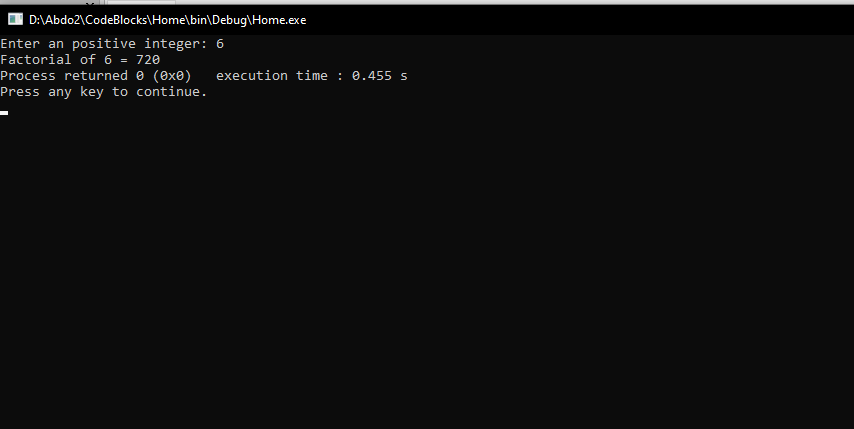 D:\Abdo2\CodeBlocks\Home\bin\Debug\Home.exe
Enter an positive integer: 6
Factorial of 6 = 720
Process returned 0 (0x0)   execution time : 0.455 s
Press any key to continue.